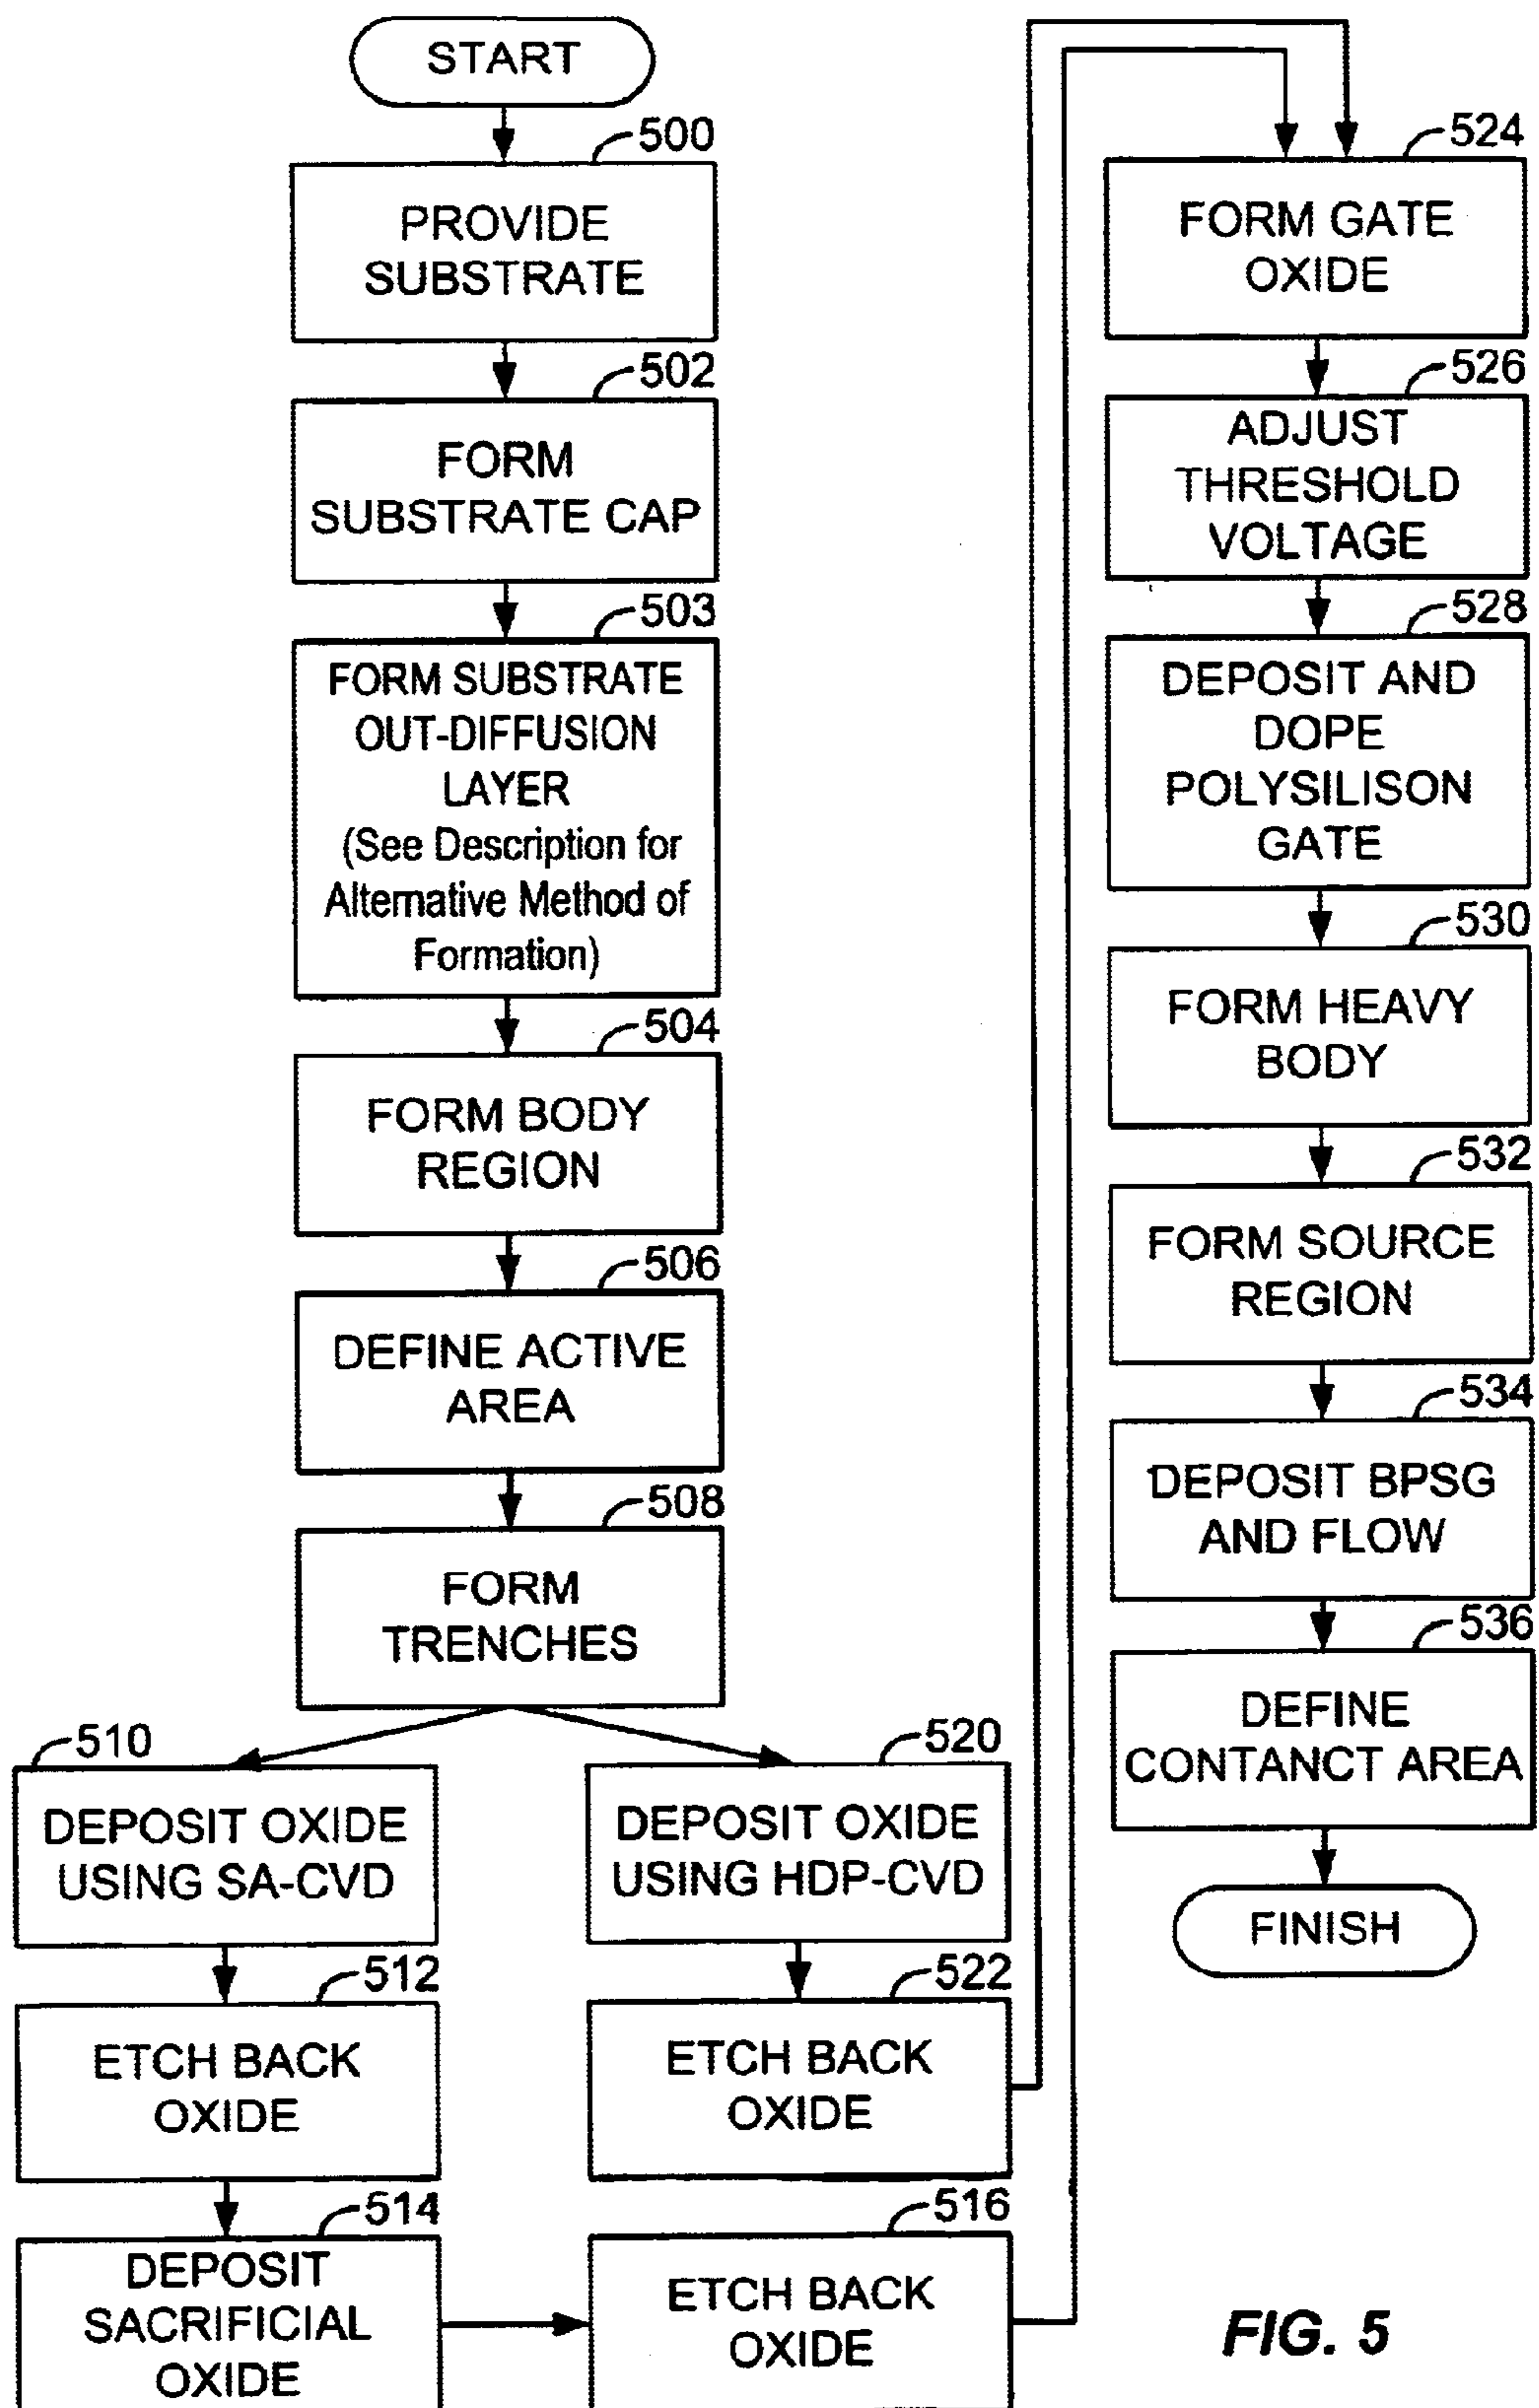 START
500
PROVIDE
SUBSTRATE
502
FORM
SUBSTRATE CAP
503
FORM SUBSTRATE
OUT-DIFFUSION
LAYER
(See Description for
Alternative Method of
Formation)
504
FORM BODY
REGION
506
DEFINE ACTIVE
AREA
508
FORM
TRENCHES
510
DEPOSIT OXIDE
USING SA-CVD
512
ETCH BACK
OXIDE
514
DEPOSIT
SACRIFICIAL
OXIDE
516
ETCH BACK
OXIDE
520
DEPOSIT OXIDE
USING HDP-CVD
522
ETCH BACK
OXIDE
524
FORM GATE
OXIDE
526
ADJUST
THRESHOLD
VOLTAGE
528
DEPOSIT AND
DOPE
POLYSILISON
GATE
530
FORM HEAVY
BODY
532
FORM SOURCE
REGION
534
DEPOSIT BPSG
AND FLOW
536
DEFINE
CONTANCT AREA
FINISH
FIG. 5